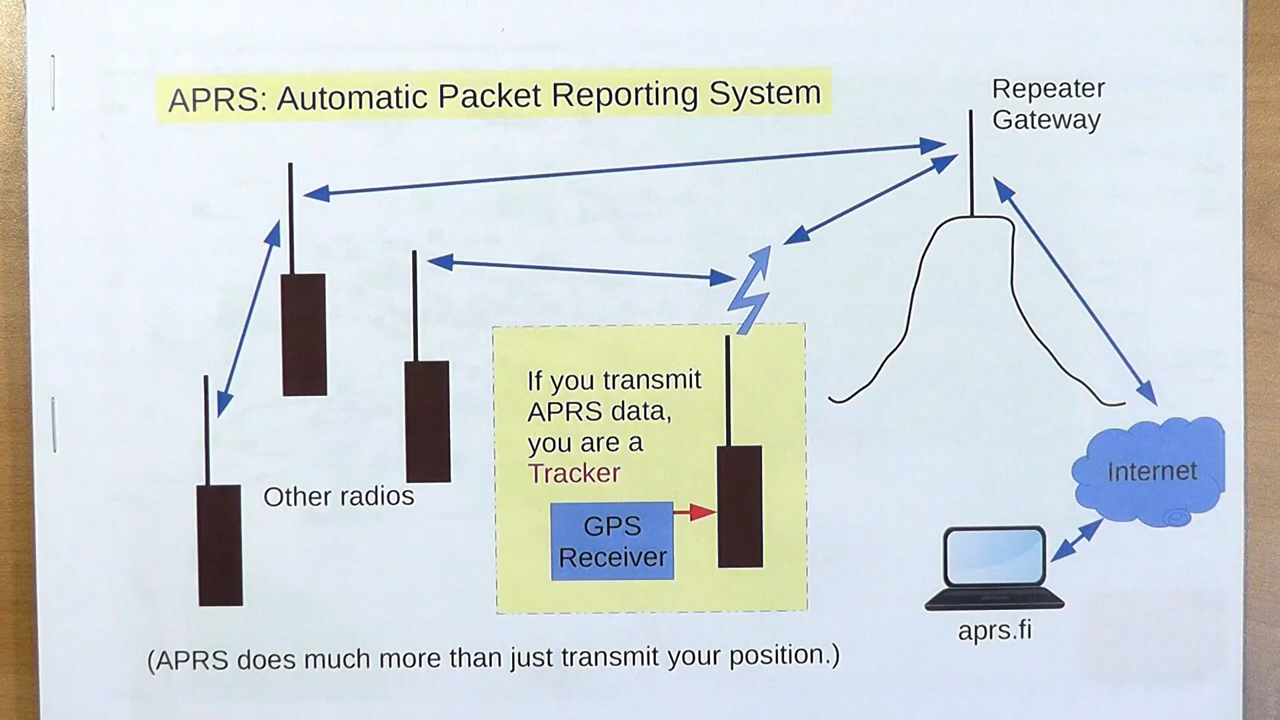 APRS: Automatic Packet Reporting System
Repeater
Gateway
If you transmit
APRS data,
you are a
Tracker
GPS
Receiver
Other radios
Internet
aprs.fi
(APRS does much more than just transmit your position.)